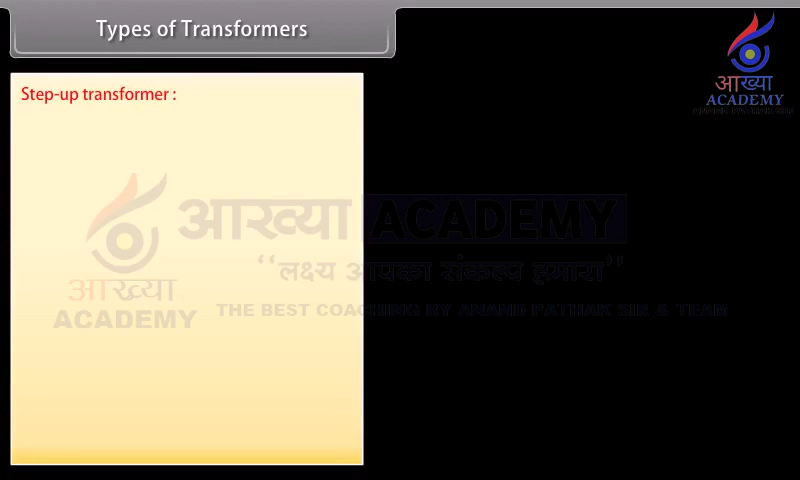 Types of Transformers
आख्या
ACADEMY
Step-up transformer :
आख्या ACADEMY
‘‘लक्ष्य आपका संकल्प हमारा’’
आख्या
ACADEMY
THE BEST COACHING BY ANAND PATHAK SIR & TEAM